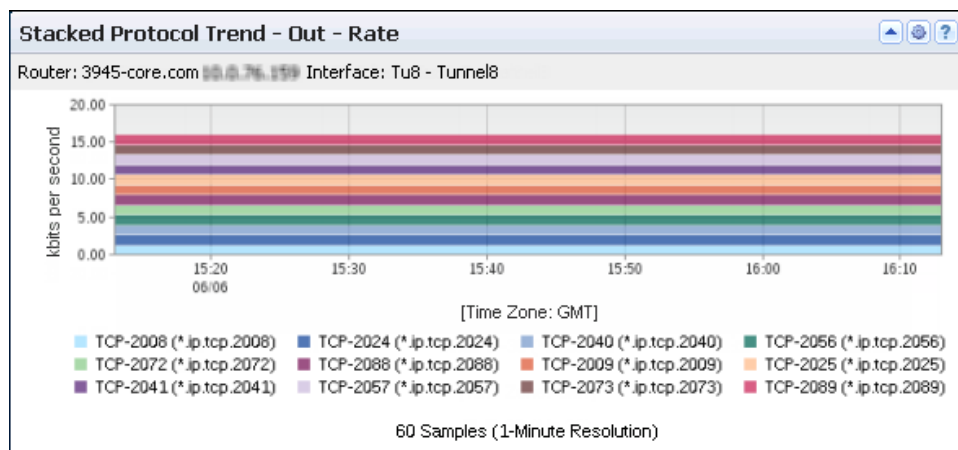 Stacked Protocol Trend - Out - Rate
Router: 3945-core.com Interface: Tu8 - Tunnel8
20.00
15.00
10.00
5.00
0.00
kbits per second
15:20 15:30 15:40 15:50 16:00 16:10
06/06
[Time Zone: GMT]
TCP-2008 (*.ip.tcp.2008) TCP-2024 (*.ip.tcp.2024) TCP-2040 (*.ip.tcp.2040) TCP-2056 (*.ip.tcp.2056)
TCP-2072 (*.ip.tcp.2072) TCP-2088 (*.ip.tcp.2088) TCP-2009 (*.ip.tcp.2009) TCP-2025 (*.ip.tcp.2025)
TCP-2041 (*.ip.tcp.2041) TCP-2057 (*.ip.tcp.2057) TCP-2073 (*.ip.tcp.2073) TCP-2089 (*.ip.tcp.2089)
60 Samples (1-Minute Resolution)